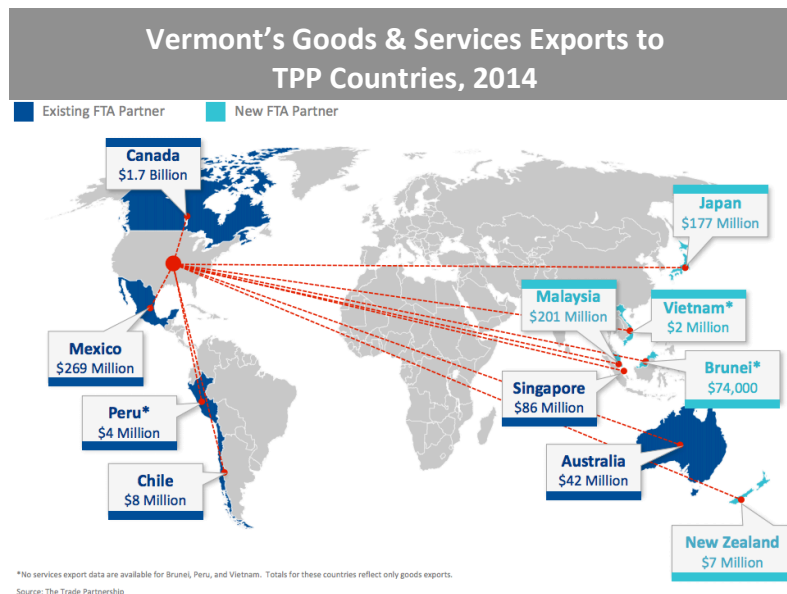 Vermont's Goods & Services Exports to
TPP Countries, 2014
Existing FTA Partner
New FTA Partner
Canada
$1.7 Billion
Japan
$177 Million
Malaysia
$201 Million
Vietnam*
$2 Million
Mexico
$269 Million
Brunei*
$74,000
Singapore
$86 Million
Peru*
$4 Million
Australia
$42 Million
Chile
$8 Million
New Zealand
$7 Million
*No services export data are available for Brunei, Peru, and Vietnam. Totals for these countries reflect only goods exports.
Source: The Trade Partnership